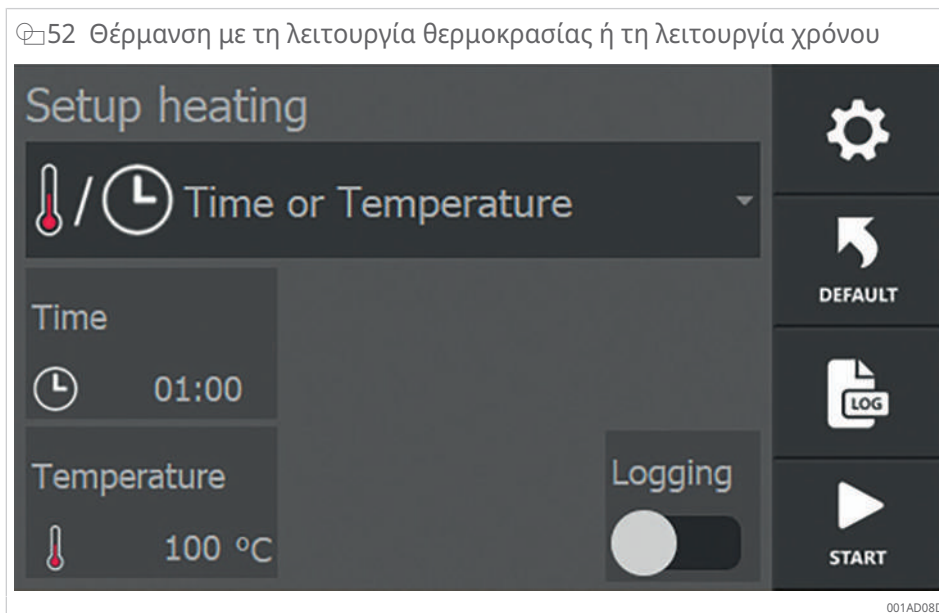 52 Θέρμανση με τη λειτουργία θερμοκρασίας ή τη λειτουργία χρόνου
Setup heating
/ Time or Temperature
DEFAULT
Time
01:00
LOG
Temperature
100 °C
Logging
START
001AD08D